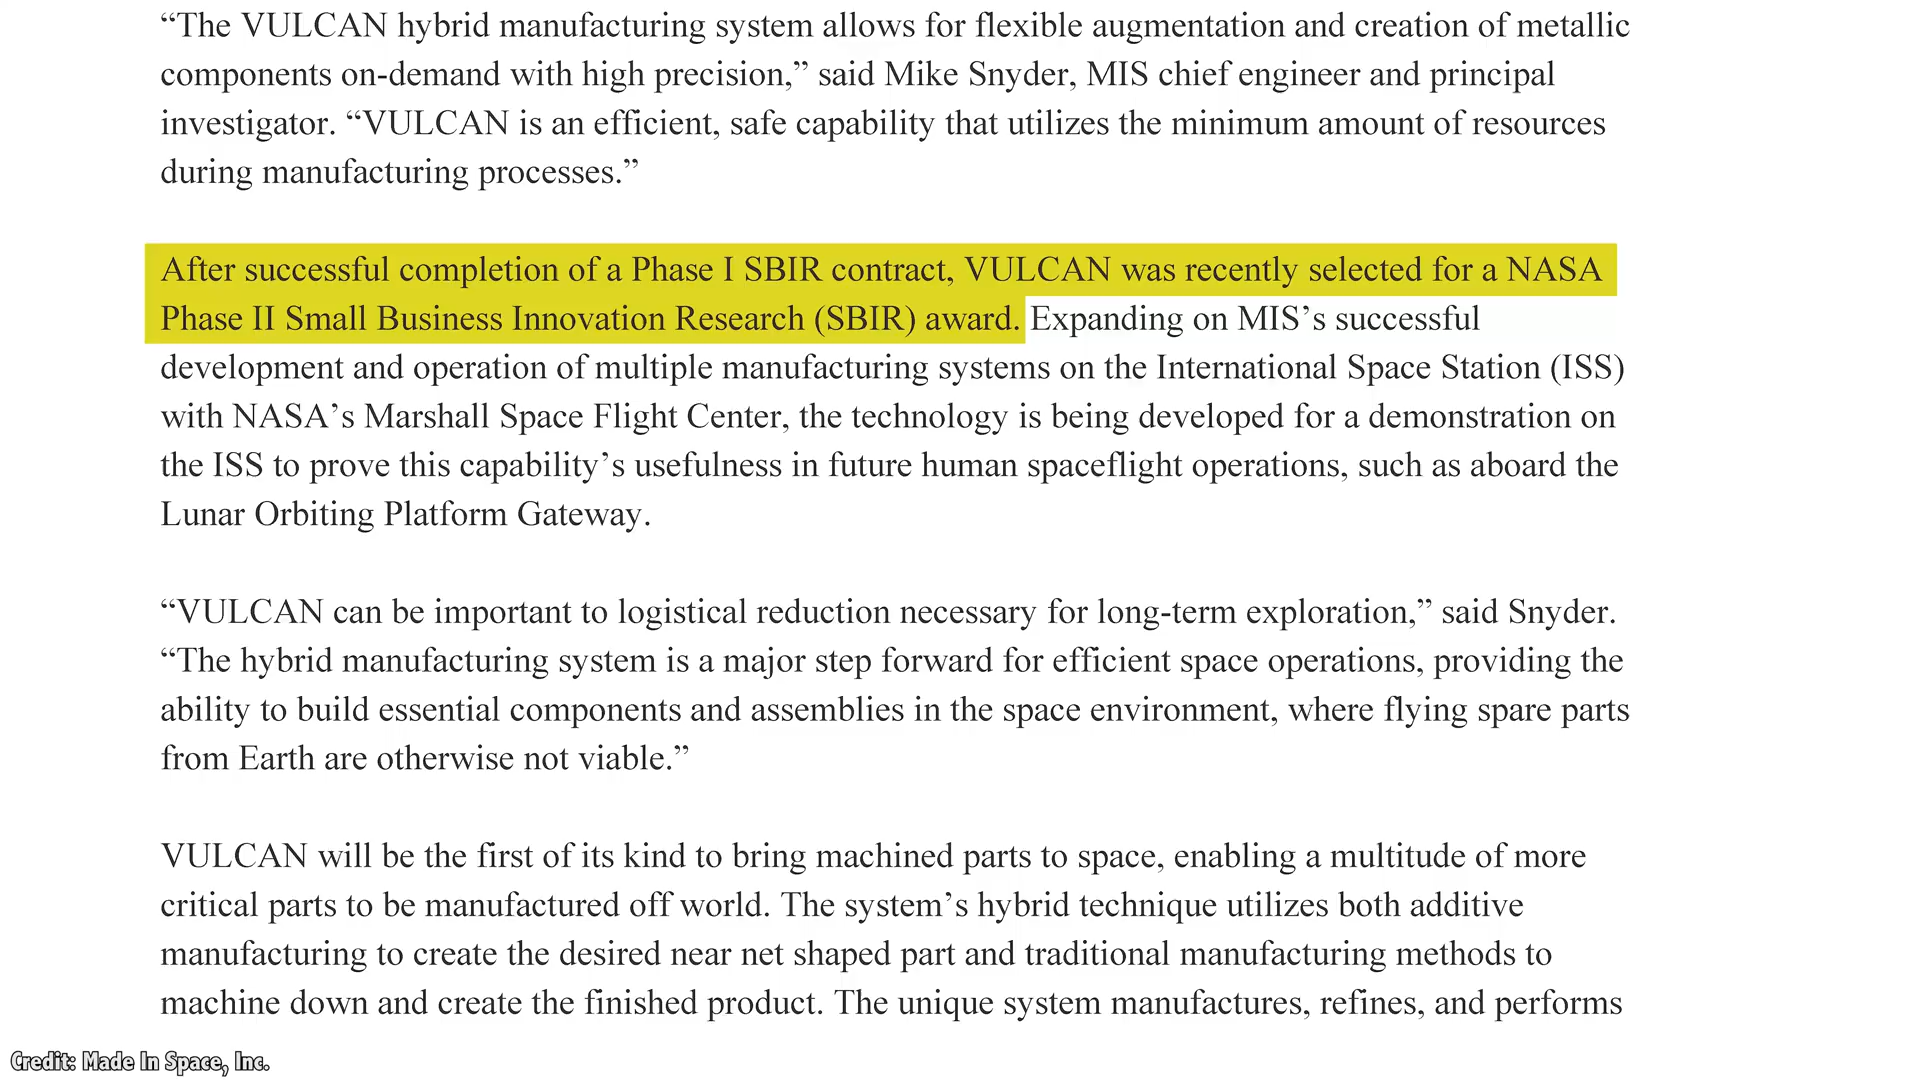 “The VULCAN hybrid manufacturing system allows for flexible augmentation and creation of metallic
components on-demand with high precision,” said Mike Snyder, MIS chief engineer and principal
investigator. “VULCAN is an efficient, safe capability that utilizes the minimum amount of resources
during manufacturing processes.”
After successful completion of a Phase I SBIR contract, VULCAN was recently selected for a NASA
Phase II Small Business Innovation Research (SBIR) award. Expanding on MIS’s successful
development and operation of multiple manufacturing systems on the International Space Station (ISS)
with NASA’s Marshall Space Flight Center, the technology is being developed for a demonstration on
the ISS to prove this capability’s usefulness in future human spaceflight operations, such as aboard the
Lunar Orbiting Platform Gateway.
“VULCAN can be important to logistical reduction necessary for long-term exploration,” said Snyder.
“The hybrid manufacturing system is a major step forward for efficient space operations, providing the
ability to build essential components and assemblies in the space environment, where flying spare parts
from Earth are otherwise not viable.”
VULCAN will be the first of its kind to bring machined parts to space, enabling a multitude of more
critical parts to be manufactured off world. The system’s hybrid technique utilizes both additive
manufacturing to create the desired near net shaped part and traditional manufacturing methods to
machine down and create the finished product. The unique system manufactures, refines, and performs
Credit: Made In Space, Inc.